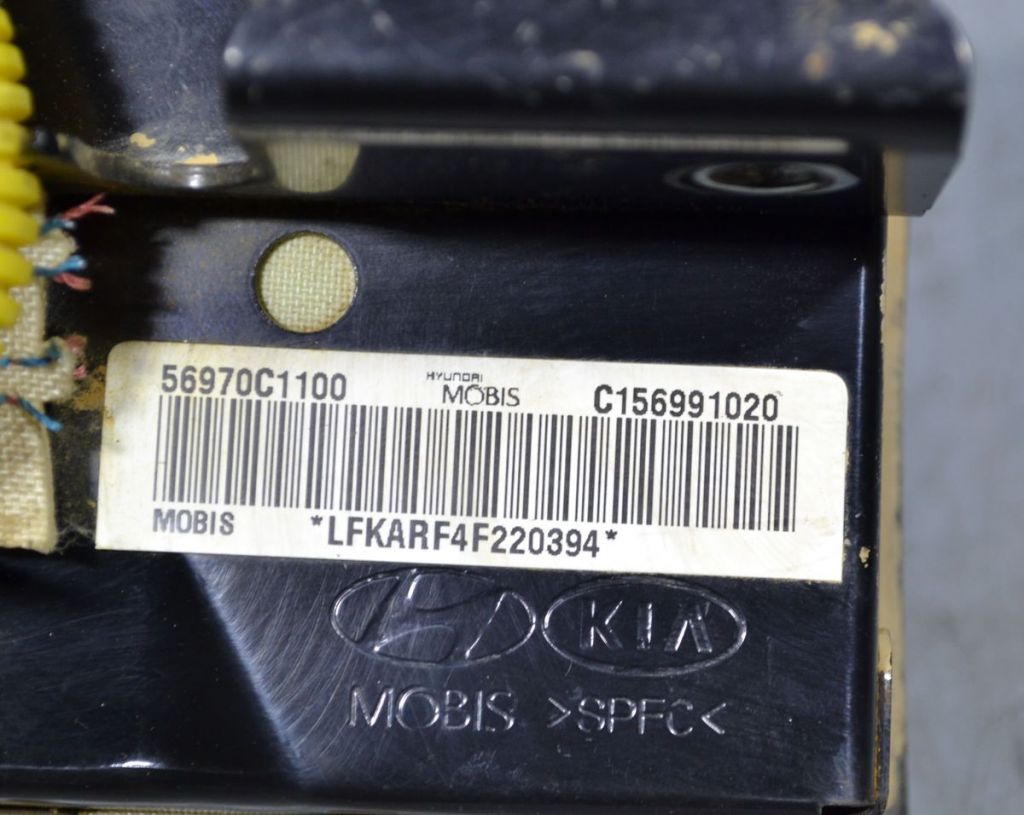 56970C1100
HYUNDAI
MOBIS
C156991020
MOBIS
*LFKARF4F220394*
KIA
MOBIS >SPFC<